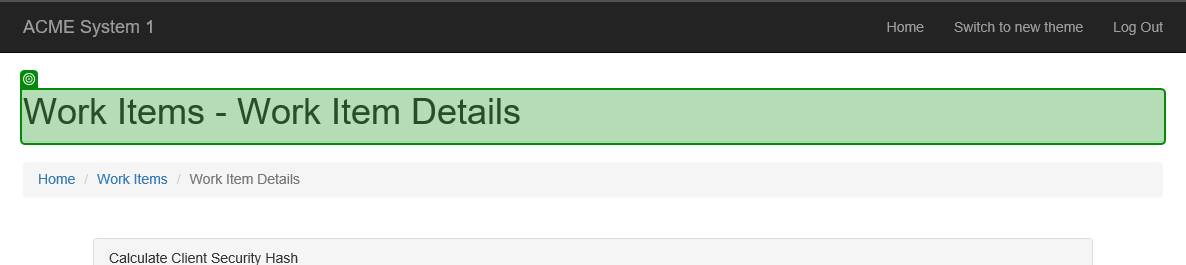 ACME System 1
Home Switch to new theme Log Out
Work Items - Work Item Details
Home / Work Items / Work Item Details
Calculate Client Security Hash